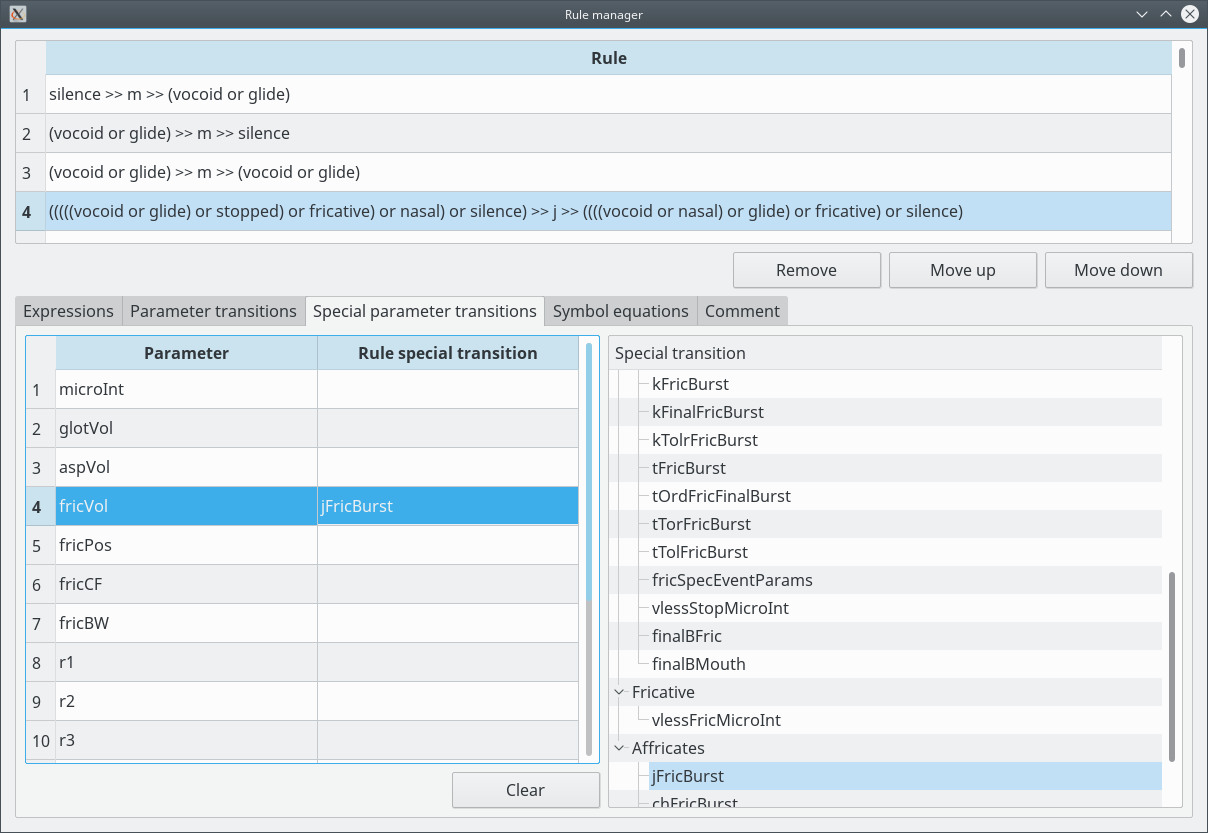 Rule manager
Rule
1 silence >> m >> (vocoid or glide)
2 (vocoid or glide) >> m >> silence
3 (vocoid or glide) >> m >> (vocoid or glide)
4 (((((vocoid or glide) or stopped) or fricative) or nasal) or silence) >> j >> ((((vocoid or nasal) or glide) or fricative) or silence)
Remove Move up Move down
Expressions Parameter transitions Special parameter transitions Symbol equations Comment
Parameter Rule special transition
1 microInt
2 glotVol
3 aspVol
4 fricVol jFricBurst
5 fricPos
6 fricCF
7 fricBW
8 r1
9 r2
10 r3
Clear
Special transition
kFricBurst
kFinalFricBurst
kTolrFricBurst
tFricBurst
tOrdFricFinalBurst
tTorFricBurst
tTolFricBurst
fricSpecEventParams
vlessStopMicroInt
finalBFric
finalBMouth
Fricative
vlessFricMicroInt
Affricates
jFricBurst
chFricBurst